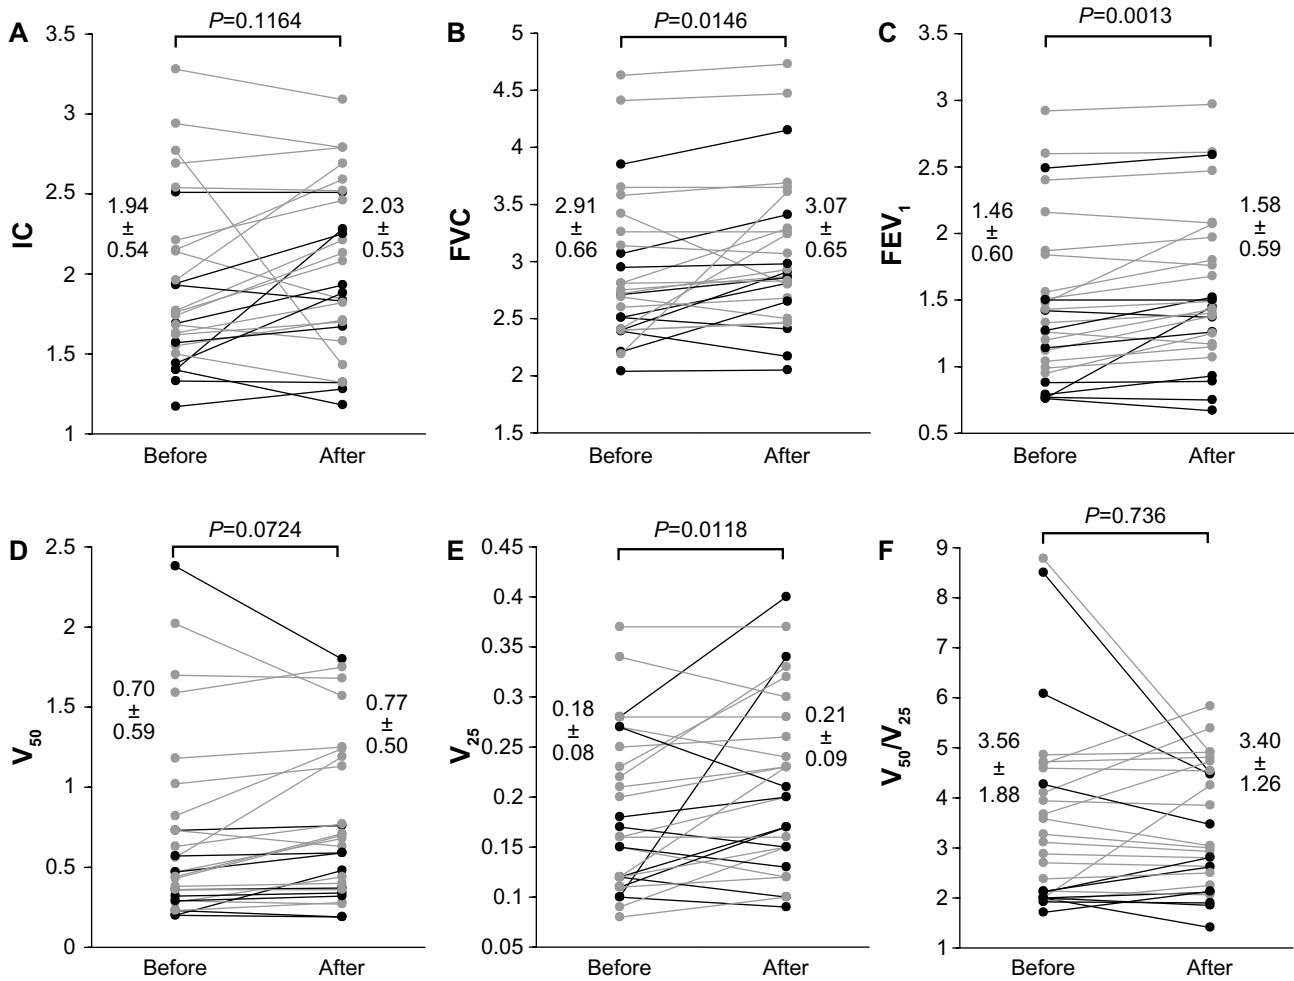 A
P=0.1164
3.5
3
2.5
2
1.5
1
IC
1.94
±
0.54
2.03
±
0.53
Before
After
B
P=0.0146
5
4.5
4
3.5
3
2.5
2
1.5
FVC
2.91
±
0.66
3.07
±
0.65
Before
After
C
P=0.0013
3.5
3
2.5
2
1.5
1
0.5
FEV1
1.46
±
0.60
1.58
±
0.59
Before
After
D
P=0.0724
2.5
2
1.5
1
0.5
0
V50
0.70
±
0.59
0.77
±
0.50
Before
After
E
P=0.0118
0.45
0.4
0.35
0.3
0.25
0.2
0.15
0.1
0.05
V25
0.18
±
0.08
0.21
±
0.09
Before
After
F
P=0.736
9
8
7
6
5
4
3
2
1
V50/V25
3.56
±
1.88
3.40
±
1.26
Before
After